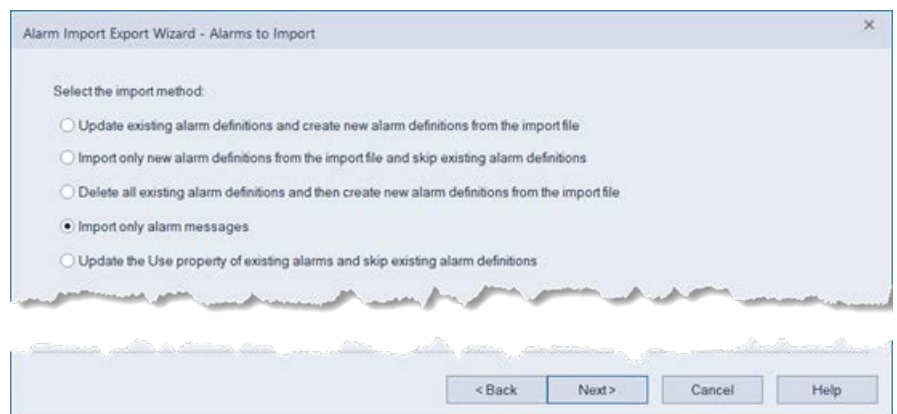 Alarm Import Export Wizard - Alarms to Import
Select the import method:
Update existing alarm definitions and create new alarm definitions from the import file
Import only new alarm definitions from the import file and skip existing alarm definitions
Delete all existing alarm definitions and then create new alarm definitions from the import file
Import only alarm messages
Update the Use property of existing alarms and skip existing alarm definitions
< Back
Next >
Cancel
Help